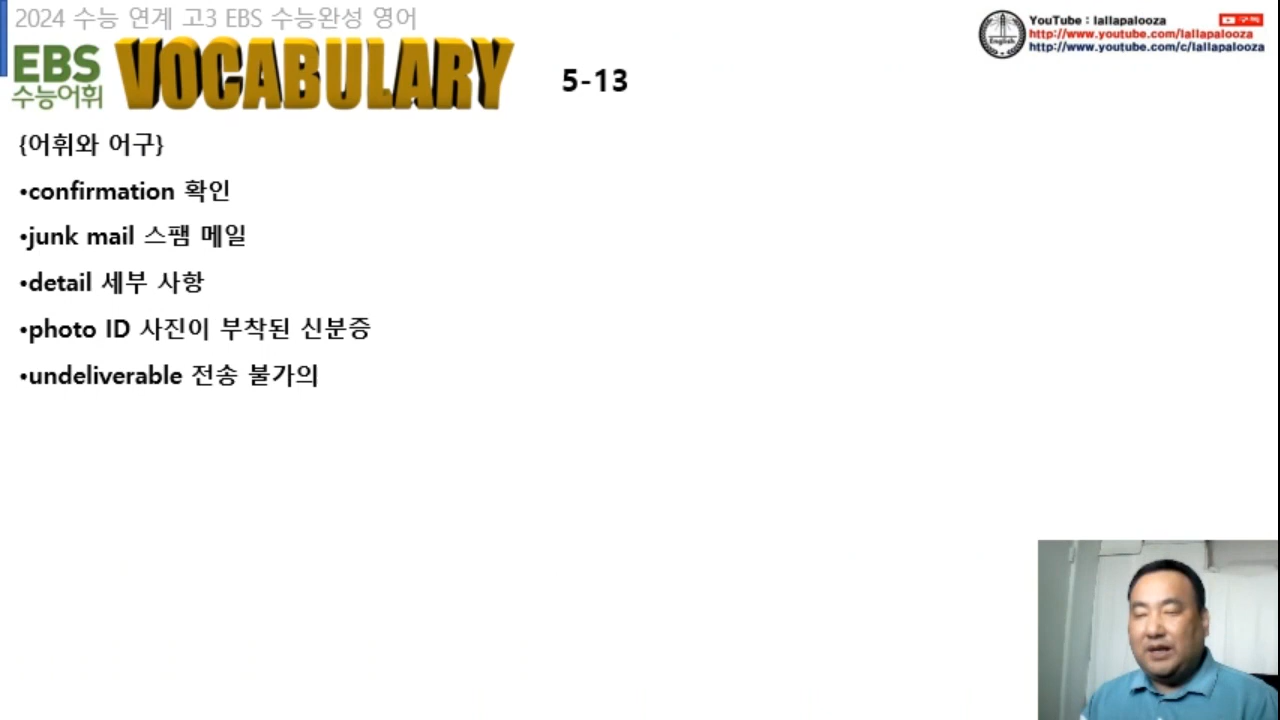 2024 수능 연계 고3 EBS 수능완성 영어
EBS
수능어휘
VOCABULARY
5-13
YouTube : lallapalooza
구독
http://www.youtube.com/lallapalooza
http://www.youtube.com/c/lallapalooza
English
{어휘와 어구}
•confirmation 확인
•junk mail 스팸 메일
•detail 세부 사항
•photo ID 사진이 부착된 신분증
•undeliverable 전송 불가의